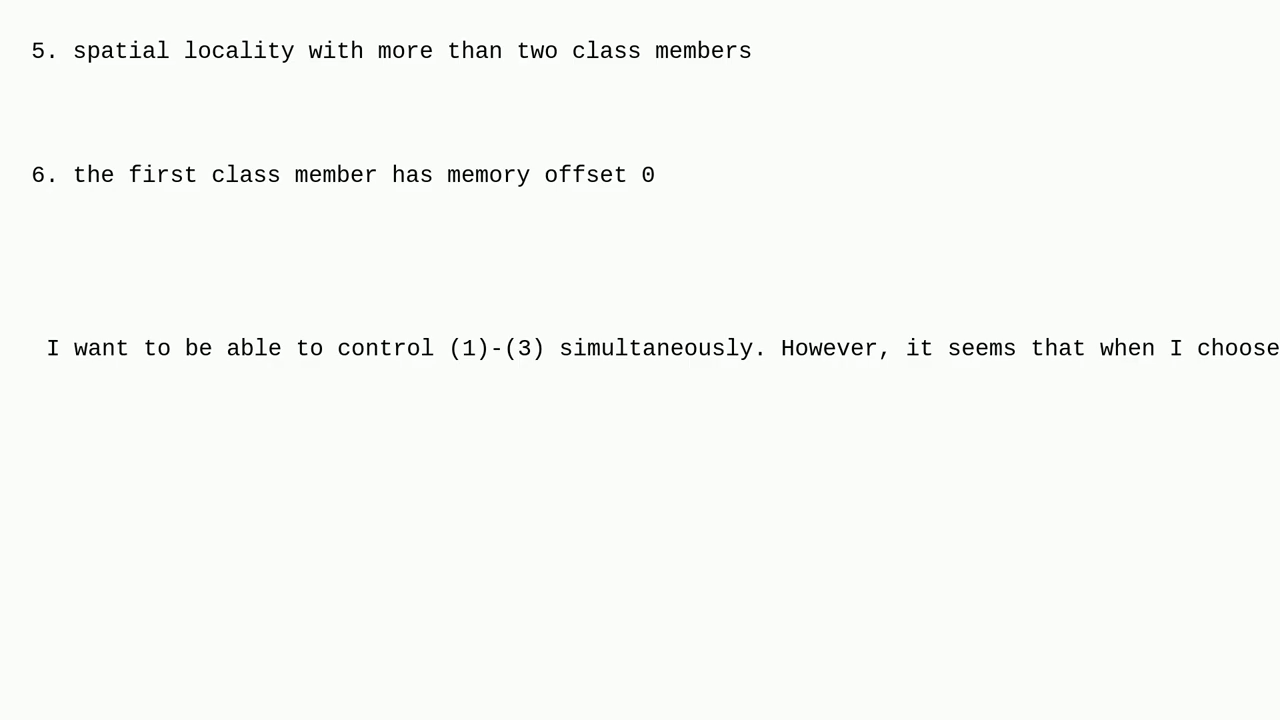 5. spatial locality with more than two class members
6. the first class member has memory offset 0
I want to be able to control (1)-(3) simultaneously. However, it seems that when I choose